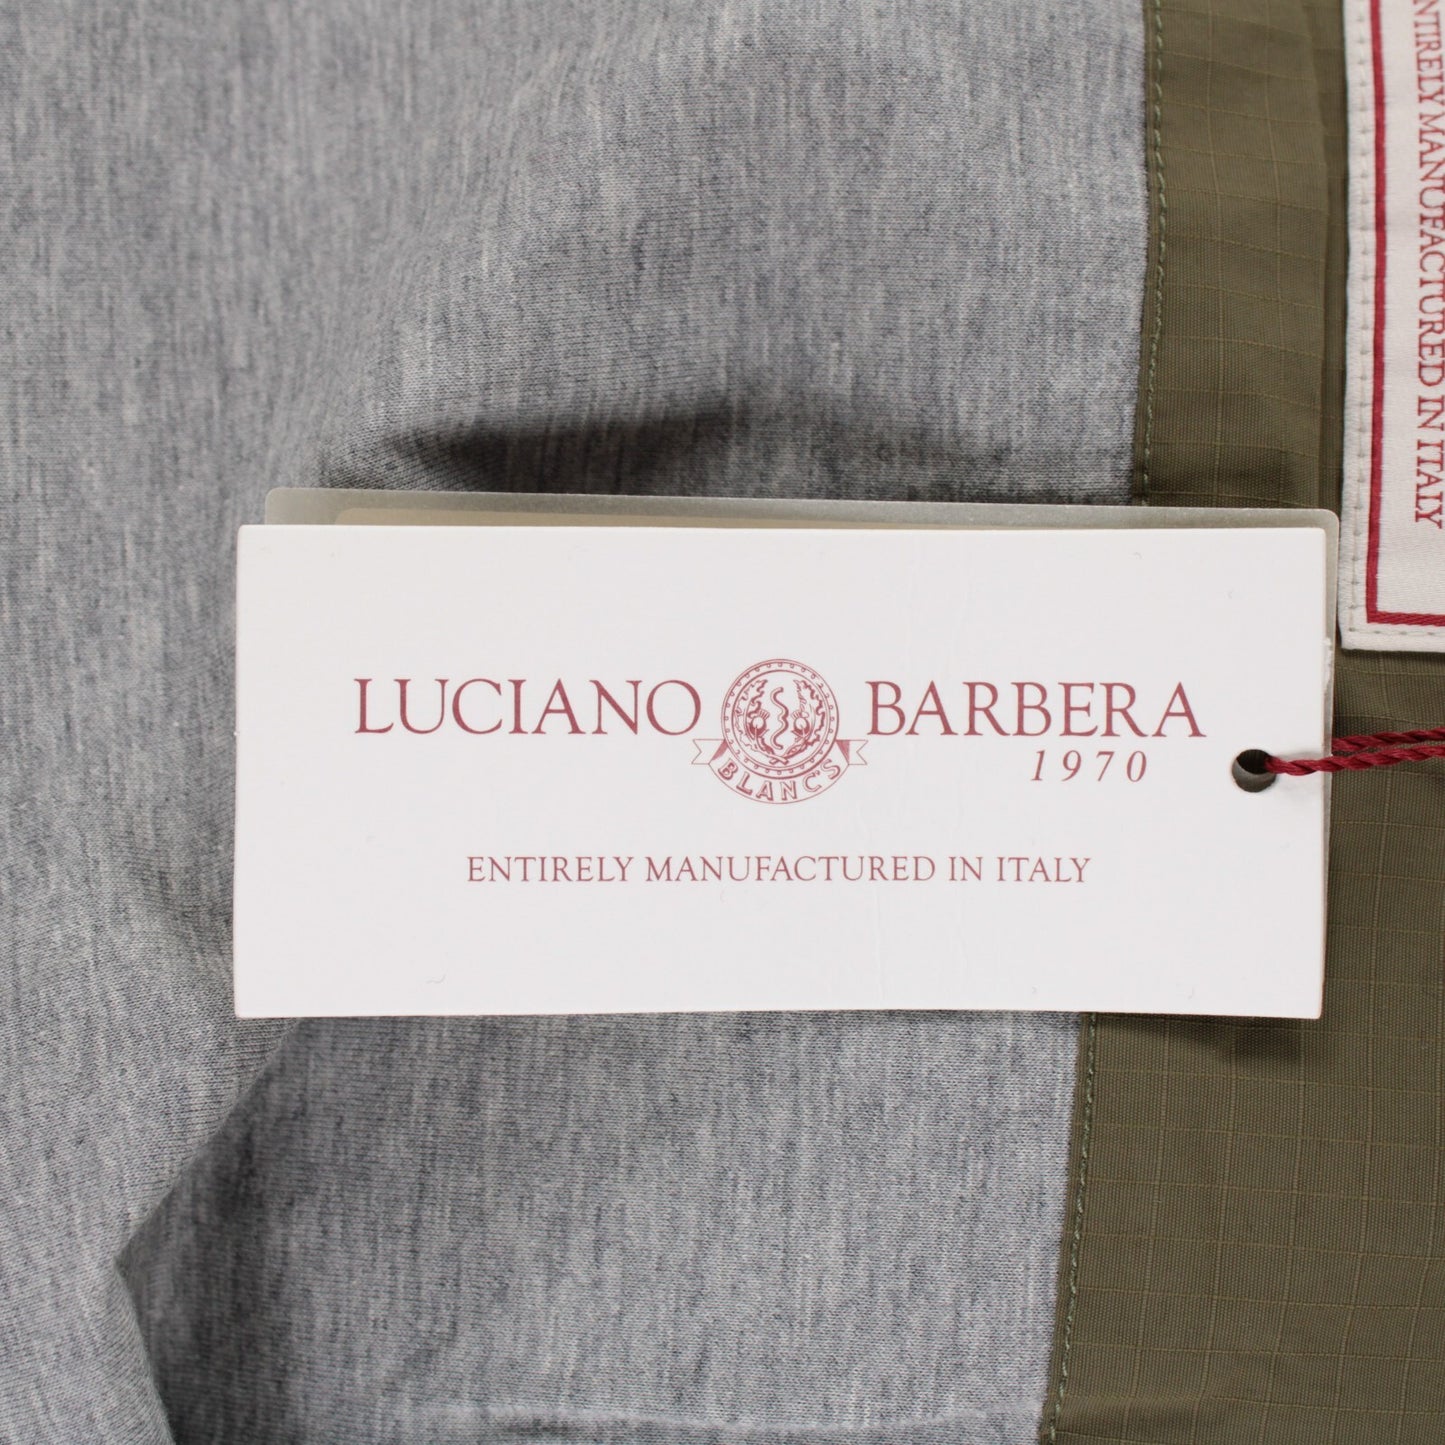 LUCIANO BARBERA
1970
BLANC'S
ENTIRELY MANUFACTURED IN ITALY
ENTIRELY MANUFACTURED IN ITALY